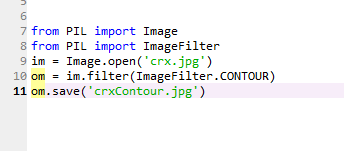 5
6
7 from PIL import Image
8 from PIL import ImageFilter
9 im = Image.open('crx.jpg')
10 om = im.filter(ImageFilter.CONTOUR)
11 om.save('crxContour.jpg')